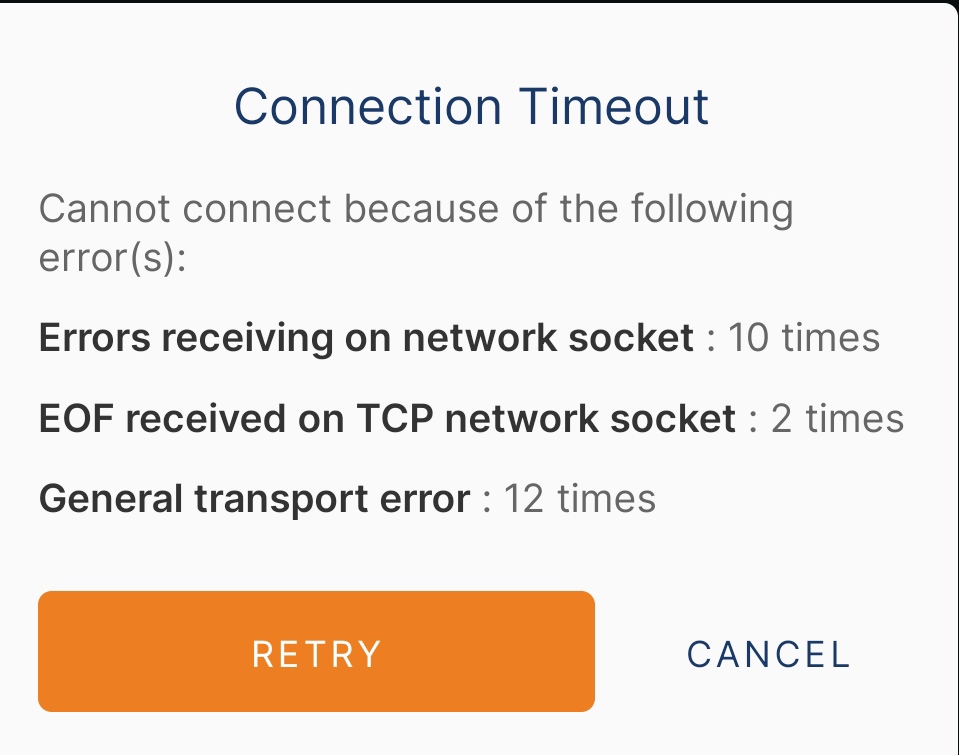 Connection Timeout
Cannot connect because of the following
error(s):
Errors receiving on network socket : 10 times
EOF received on TCP network socket : 2 times
General transport error : 12 times
RETRY
CANCEL